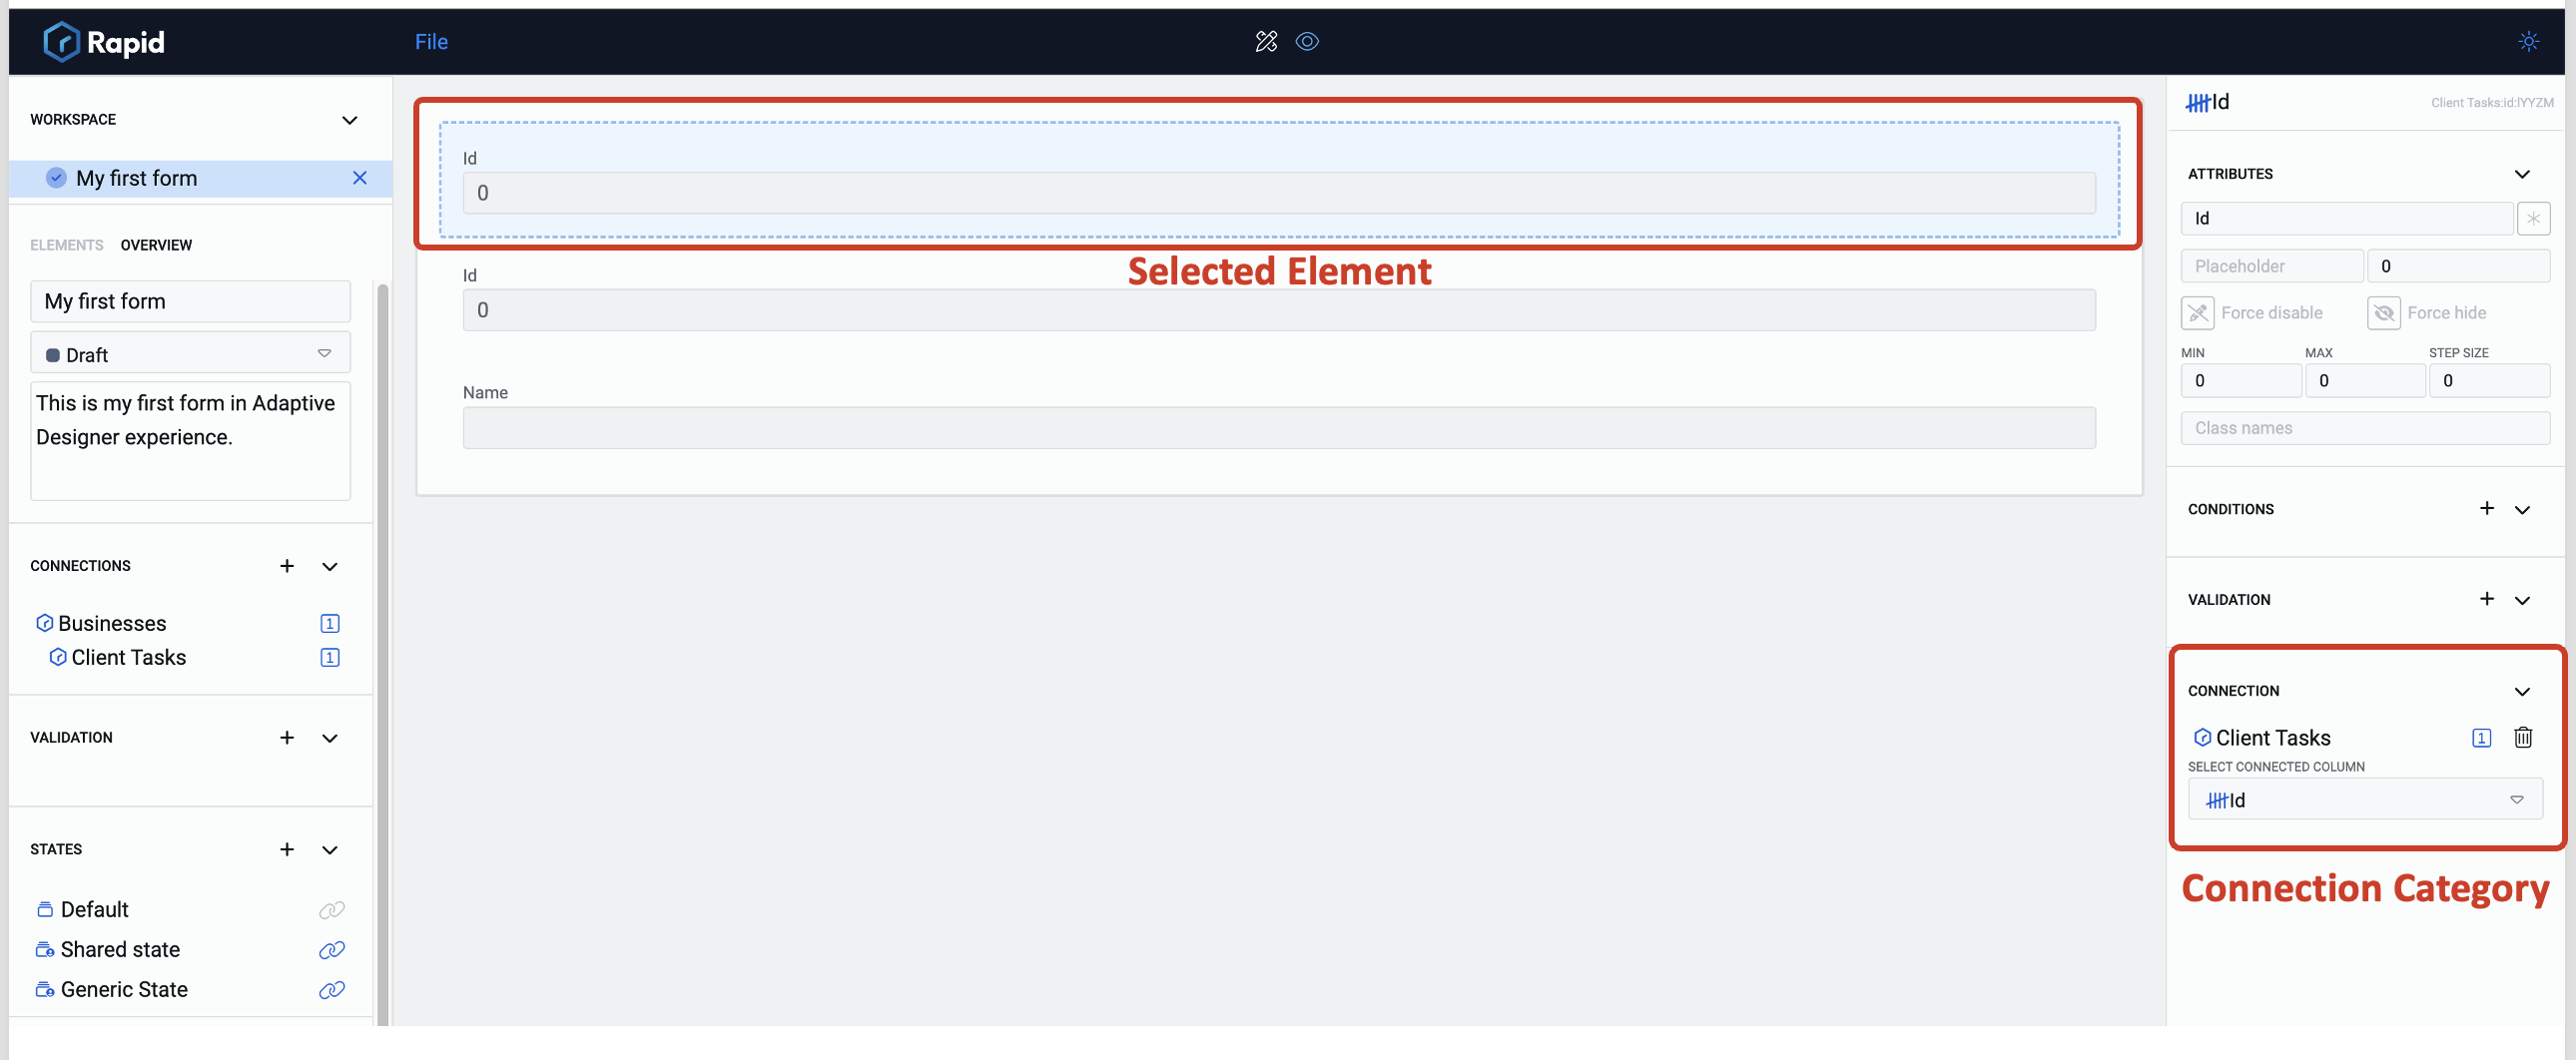 Rapid
File
WORKSPACE
My first form
ELEMENTS OVERVIEW
My first form
Draft
This is my first form in Adaptive
Designer experience.
CONNECTIONS
Businesses 1
Client Tasks 1
VALIDATION
STATES
Default
Shared state
Generic State
Id
0
Selected Element
Id
0
Name
Id Client Tasks:id:IYYZM
ATTRIBUTES
Id
Placeholder 0
Force disable Force hide
MIN MAX STEP SIZE
0 0 0
Class names
CONDITIONS
VALIDATION
CONNECTION
Client Tasks 1
SELECT CONNECTED COLUMN
Id
Connection Category